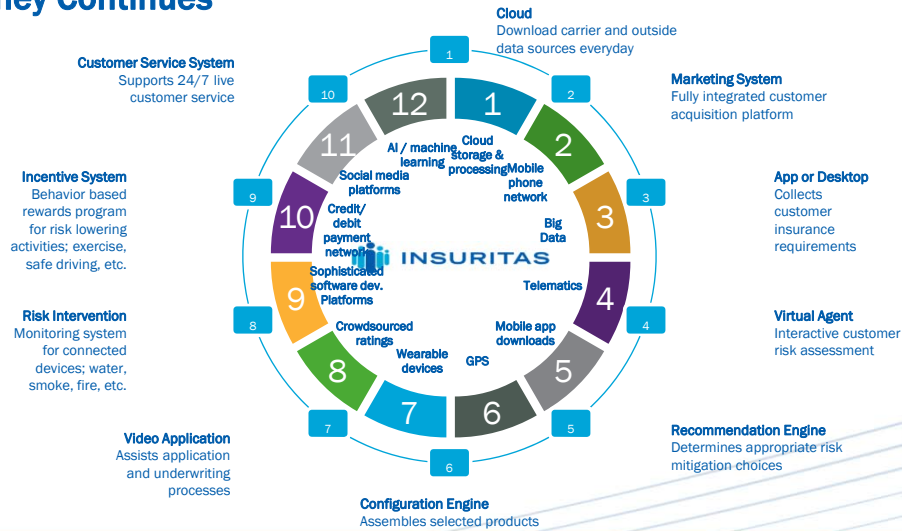 ney Continues
Cloud
Download carrier and outside
data sources everyday
1
Customer Service System
Supports 24/7 live
customer service
10
2
Marketing System
Fully integrated customer
acquisition platform
12
1
11
2
AI / machine
learning
Cloud
storage &
processing
Social media
platforms
Mobile
phone
network
Incentive System
Behavior based
rewards program
for risk lowering
activities; exercise,
safe driving, etc.
9
3
App or Desktop
Collects
customer
insurance
requirements
10
3
Credit/
debit
payment
network
Big
Data
INSURITAS
Sophisticated
software dev.
Platforms
Telematics
9
4
Risk Intervention
Monitoring system
for connected
devices; water,
smoke, fire, etc.
8
4
Virtual Agent
Interactive customer
risk assessment
Crowdsourced
ratings
Mobile app
downloads
Wearable
devices
GPS
8
5
7
6
Video Application
Assists application
and underwriting
processes
7
5
Recommendation Engine
Determines appropriate risk
mitigation choices
6
Configuration Engine
Assembles selected products